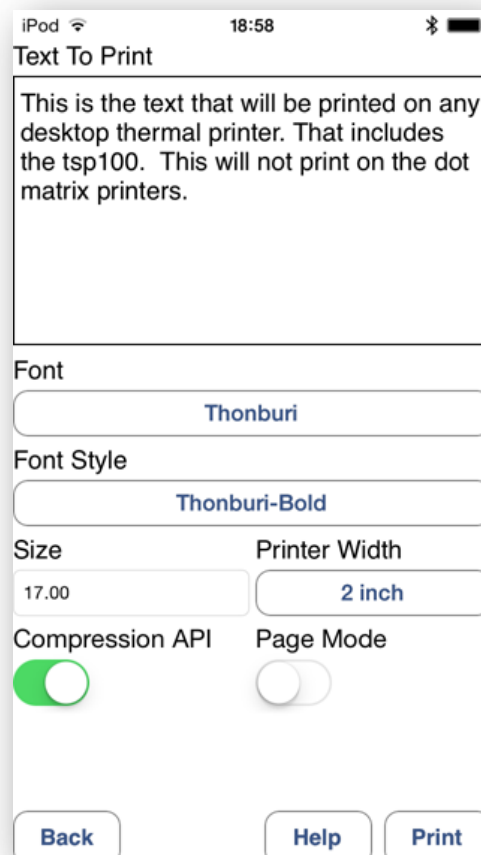 iPod 18:58
Text To Print
This is the text that will be printed on any
desktop thermal printer. That includes
the tsp100.  This will not print on the dot
matrix printers.
Font
Thonburi
Font Style
Thonburi-Bold
Size Printer Width
17.00 2 inch
Compression API Page Mode
Back Help Print